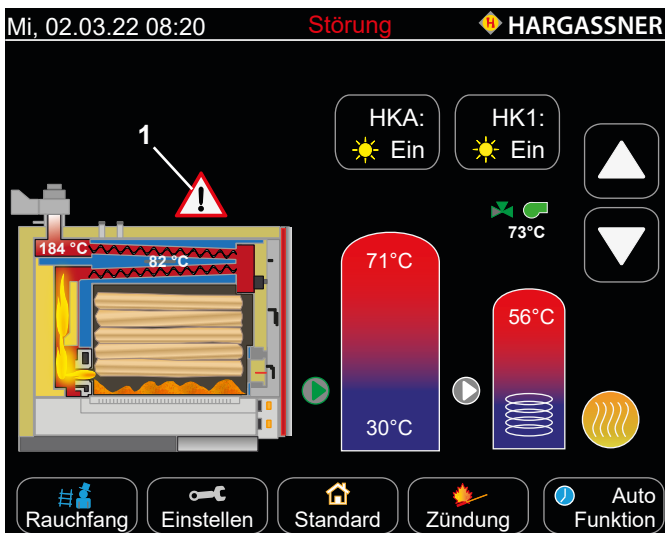 Mi, 02.03.22 08:20
Störung
HARGASSNER
HKA:
Ein
HK1:
Ein
1
73°C
184 °C
82 °C
71°C
56°C
30°C
Rauchfang
Einstellen
Standard
Zündung
Auto
Funktion